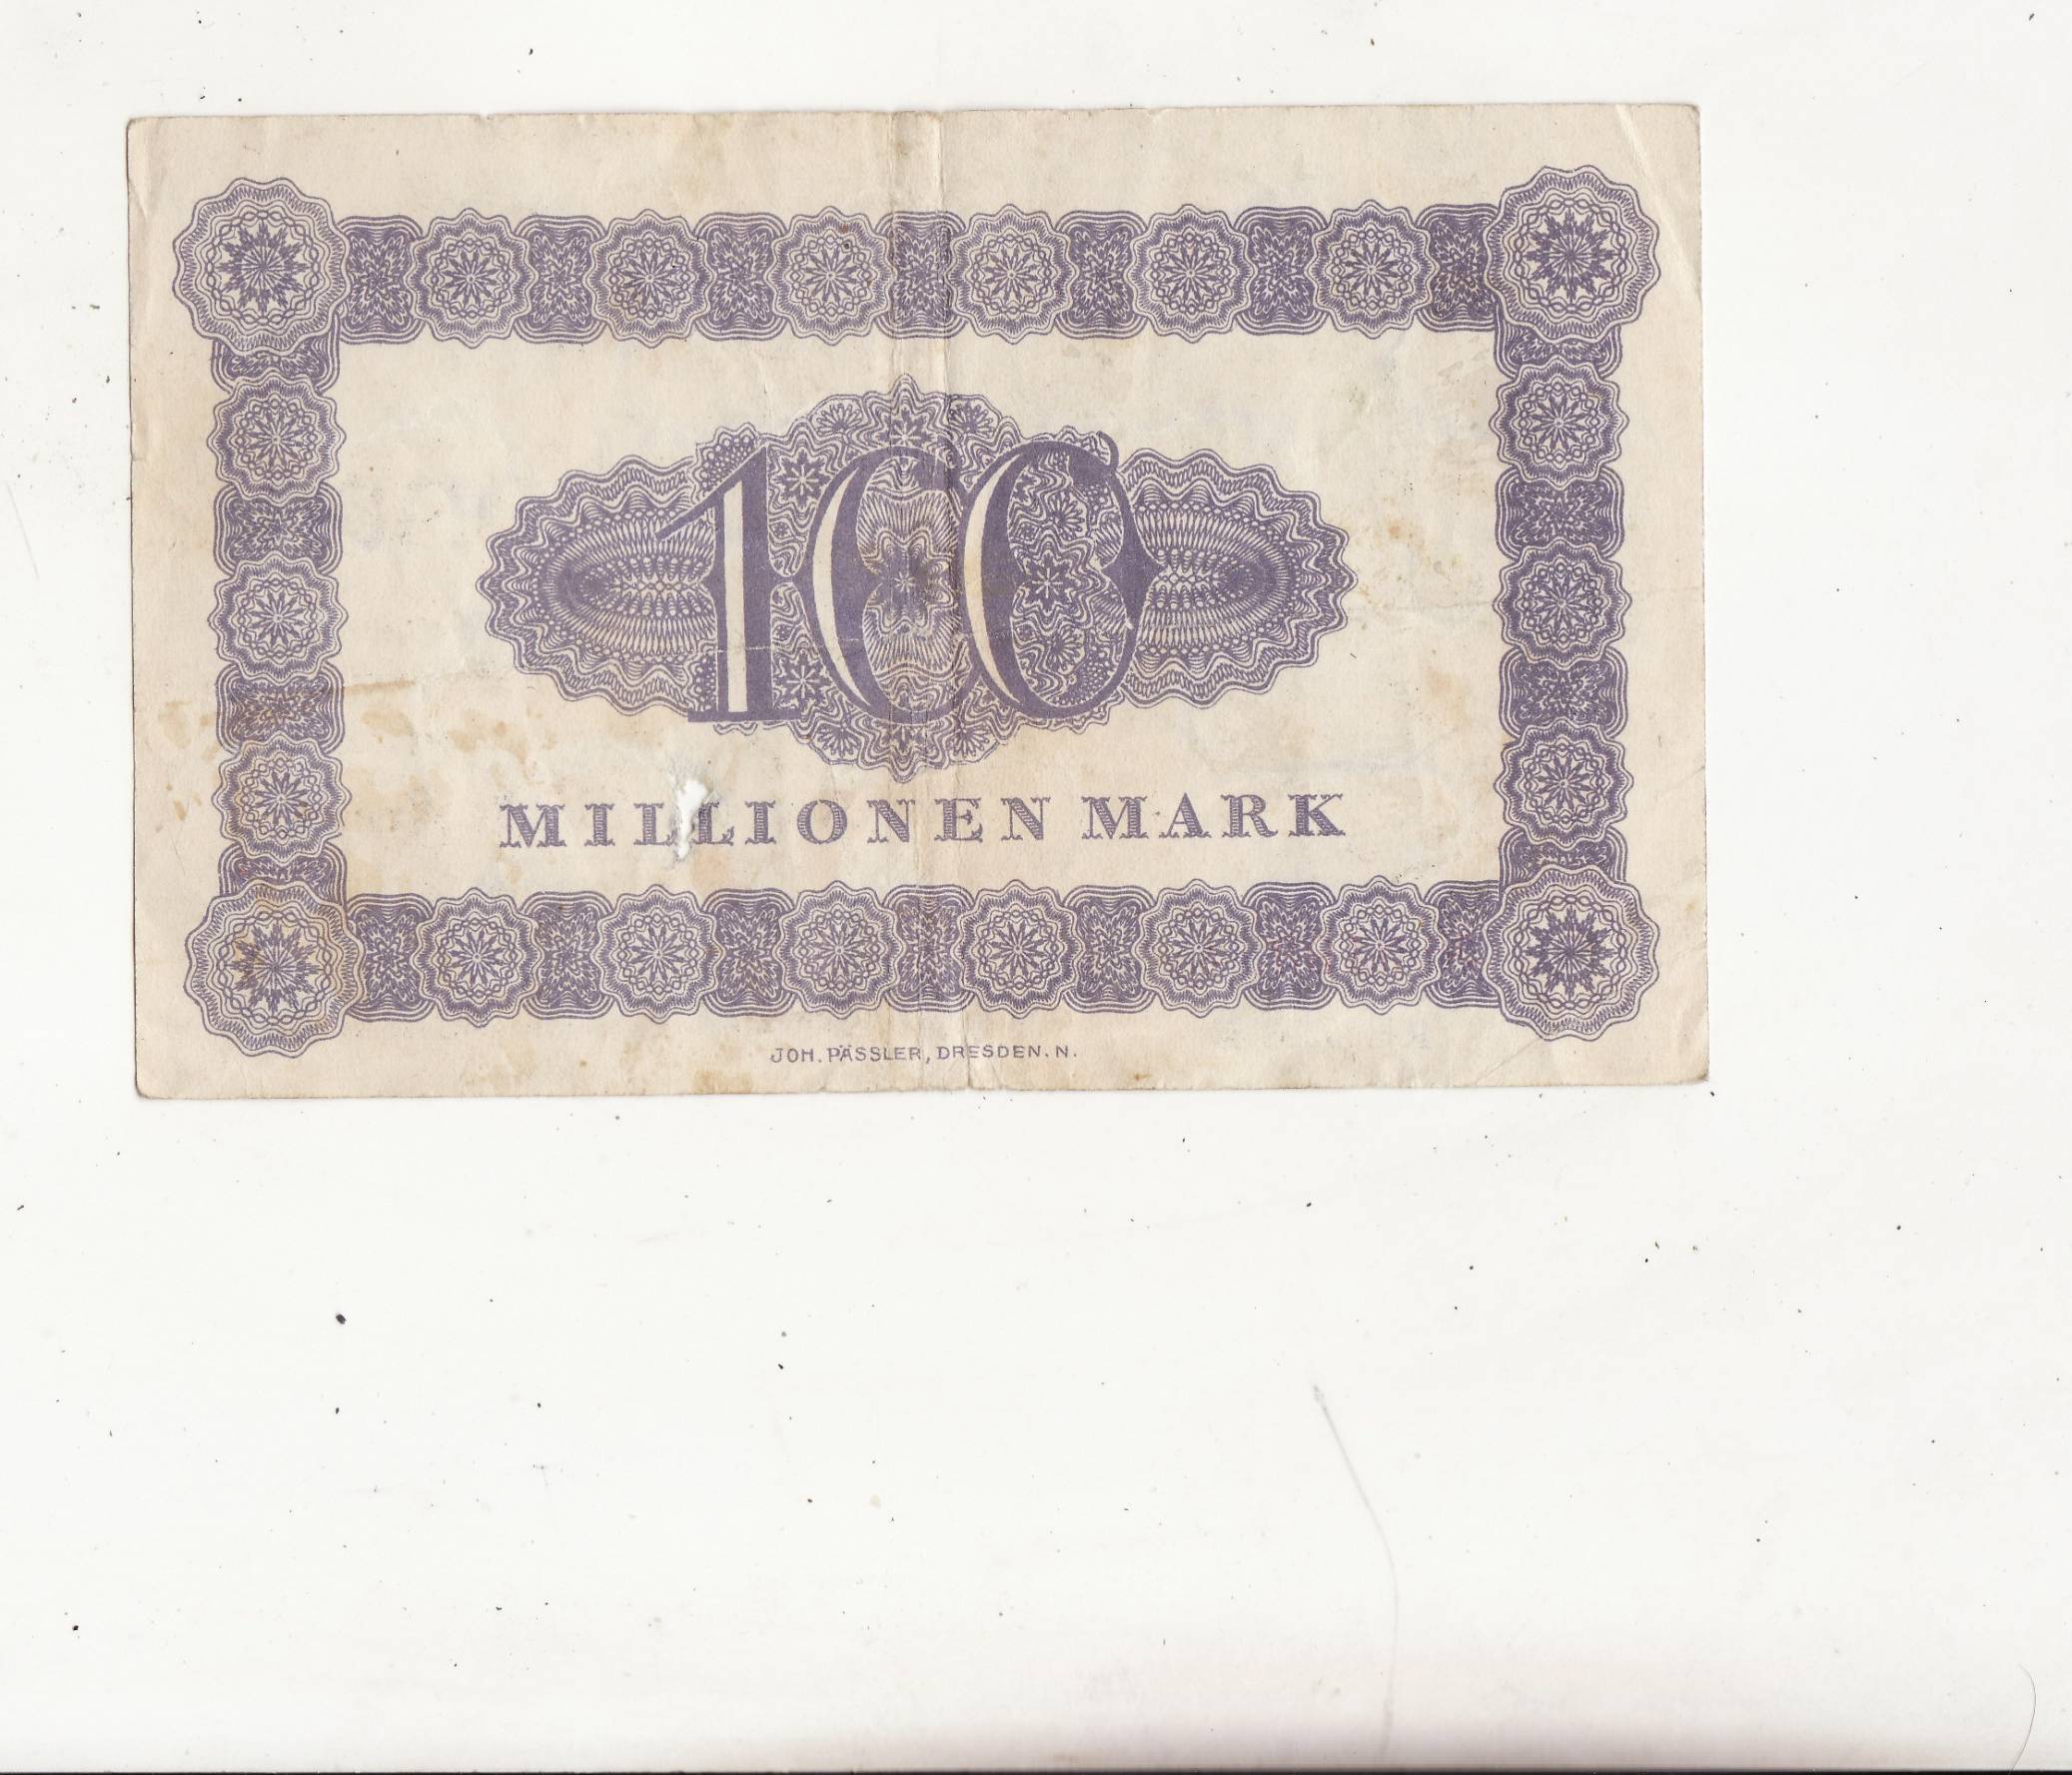 100
MILLIONEN MARK
JOH. PÄSSLER, DRESDEN. N.